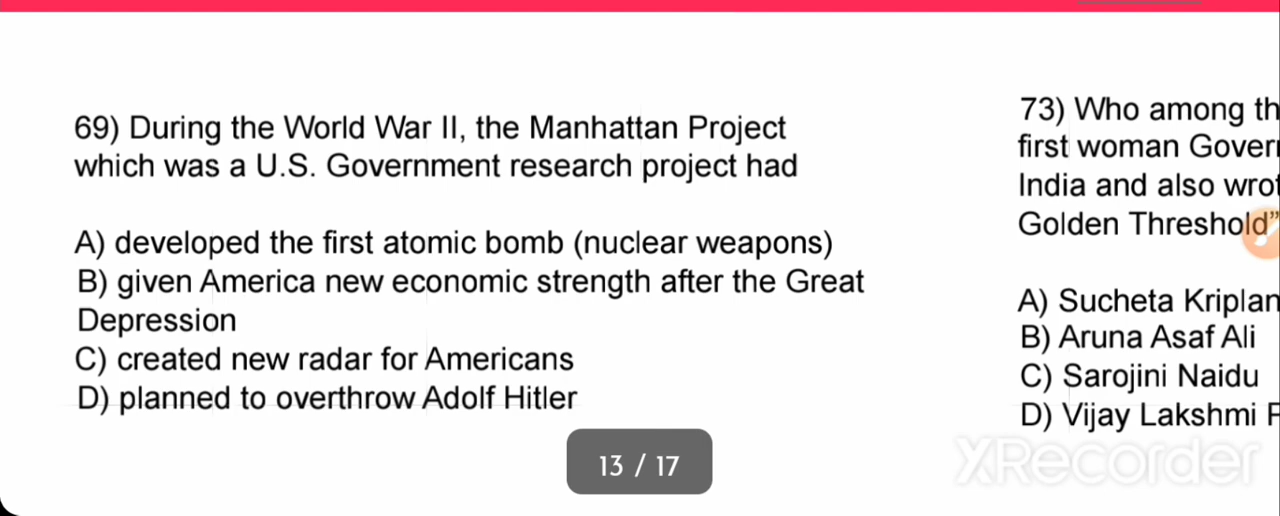 69) During the World War II, the Manhattan Project
which was a U.S. Government research project had
A) developed the first atomic bomb (nuclear weapons)
B) given America new economic strength after the Great
Depression
C) created new radar for Americans
D) planned to overthrow Adolf Hitler
13 / 17
73) Who among
first woman
India and also
Golden Threshold”
A) Sucheta
B) Aruna Asaf Ali
C) Sarojini Naidu
D) Vijay Lakshmi
XRecorder